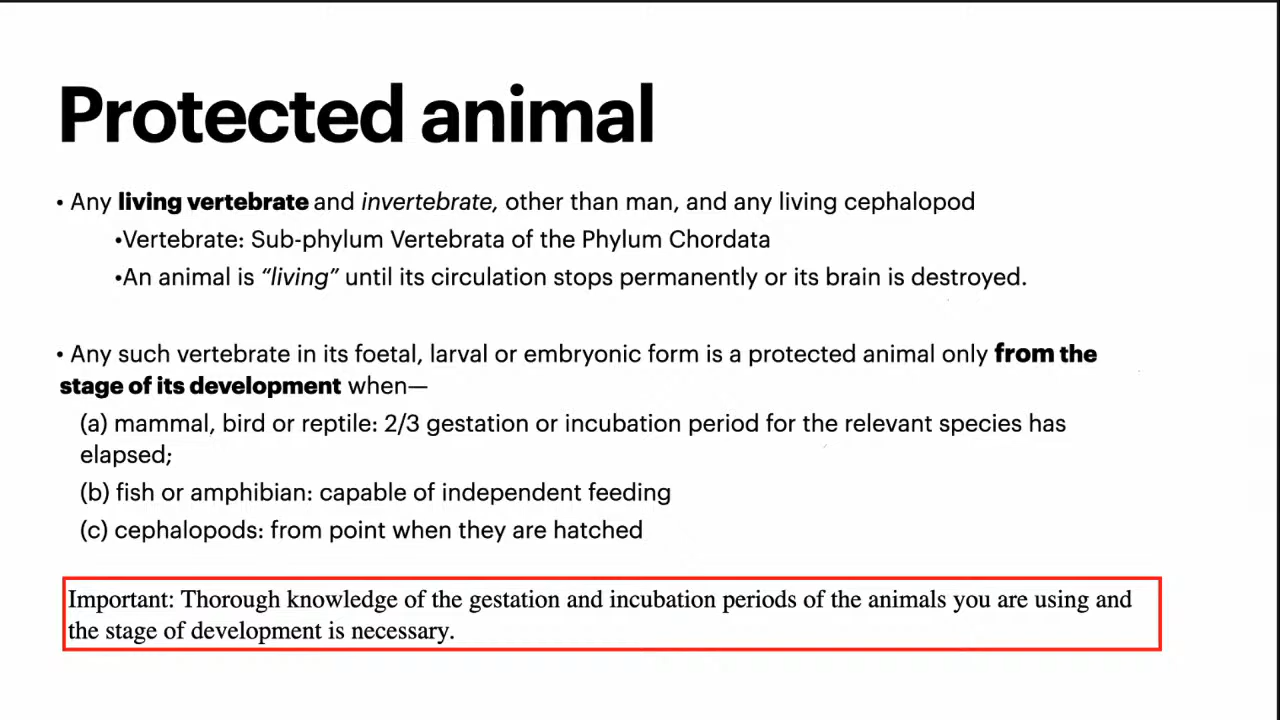 Protected animal
• Any living vertebrate and invertebrate, other than man, and any living cephalopod
•Vertebrate: Sub-phylum Vertebrata of the Phylum Chordata
•An animal is “living” until its circulation stops permanently or its brain is destroyed.
• Any such vertebrate in its foetal, larval or embryonic form is a protected animal only from the
stage of its development when—
(a) mammal, bird or reptile: 2/3 gestation or incubation period for the relevant species has
elapsed;
(b) fish or amphibian: capable of independent feeding
(c) cephalopods: from point when they are hatched
Important: Thorough knowledge of the gestation and incubation periods of the animals you are using and
the stage of development is necessary.